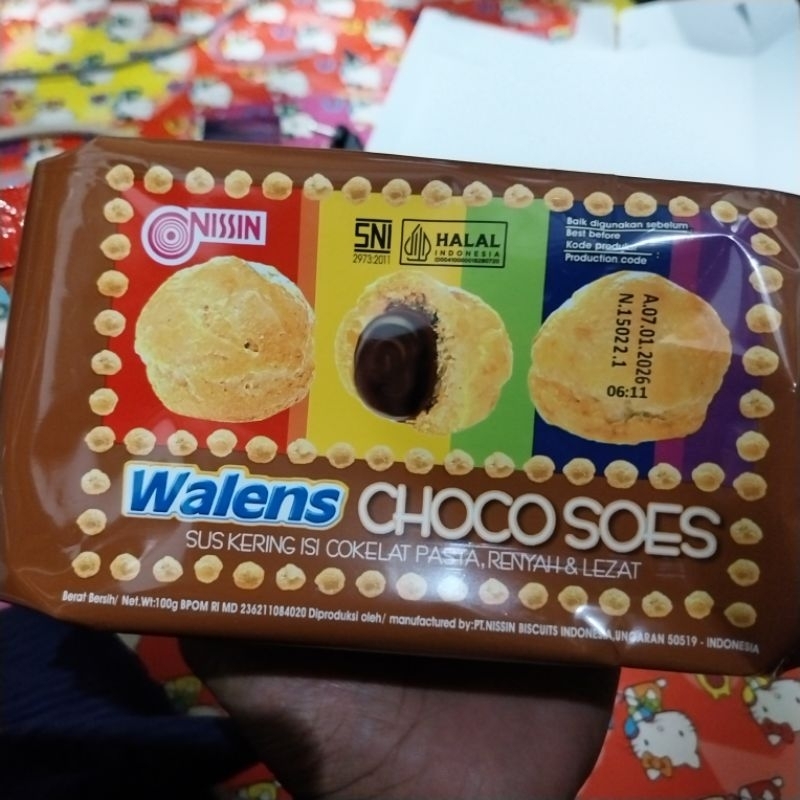 NISSIN
SNI
2973:2011
HALAL
INDONESIA
Baik digunakan sebelum
Best before
Kode produksi :
Production code
A.07.01.2026
N.15022.1
06:11
Walens CHOCO SOES
SUS KERING ISI COKELAT PASTA, RENYAH & LEZAT
Berat Bersih/ Net.Wt:100g BPOM RI MD 236211084020 Diproduksi oleh/ manufactured by:PT.NISSIN BISCUITS INDONESIA,UNGARAN 50519 - INDONESIA